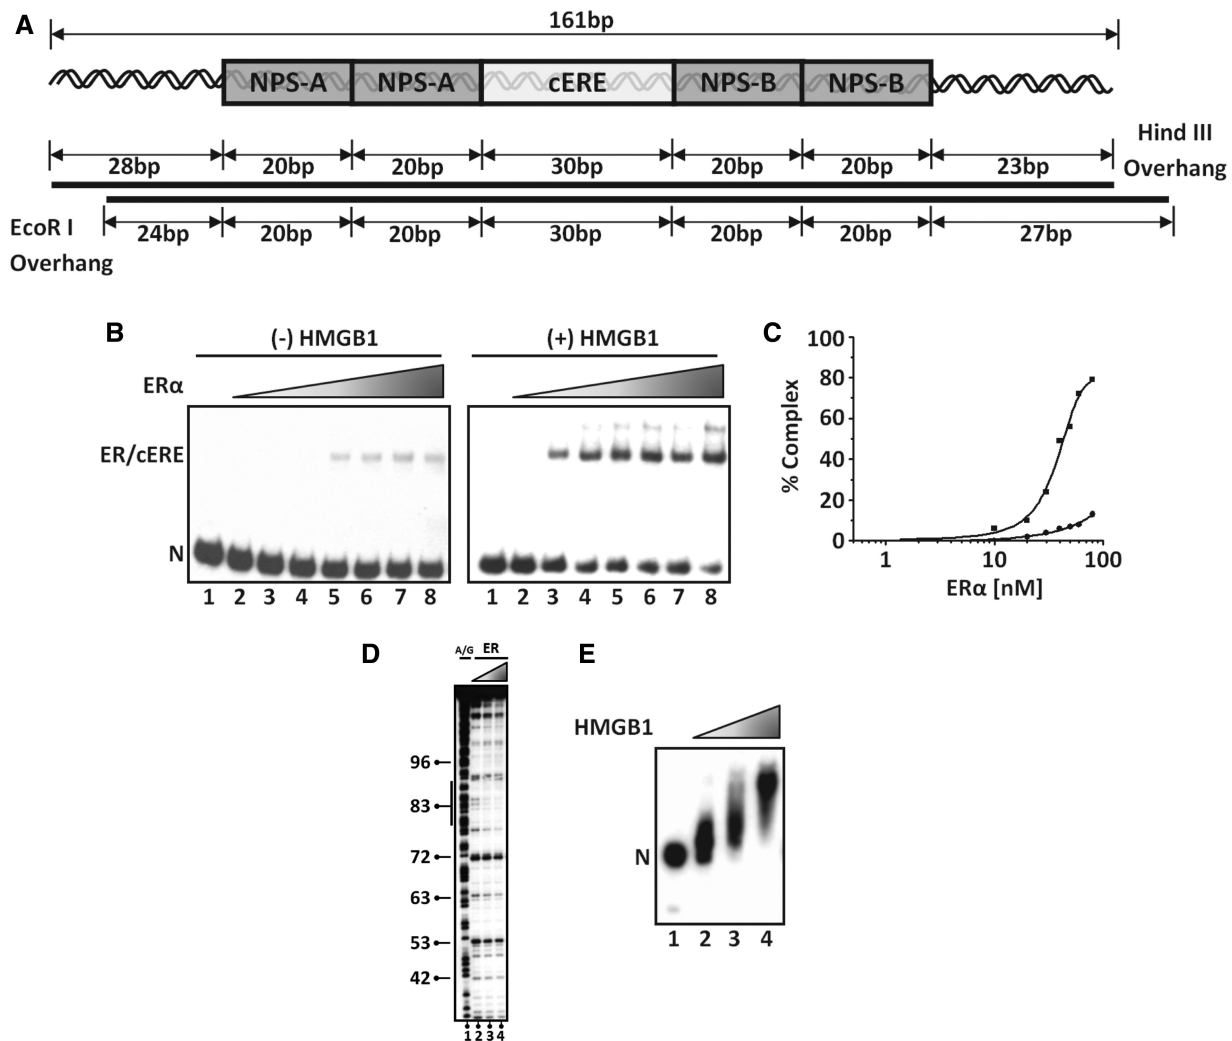 A
161bp
NPS-A NPS-A cERE NPS-B NPS-B
Hind III
Overhang
28bp 20bp 20bp 30bp 20bp 20bp 23bp
EcoR I
Overhang
24bp 20bp 20bp 30bp 20bp 20bp 27bp
B
(-) HMGB1 (+) HMGB1
ERα
ER/cERE
N
1 2 3 4 5 6 7 8 1 2 3 4 5 6 7 8
C
% Complex
100
80
60
40
20
0
1 10 100
ERα [nM]
D
A/G ER
96
83
72
63
53
42
1 2 3 4
E
HMGB1
N
1 2 3 4